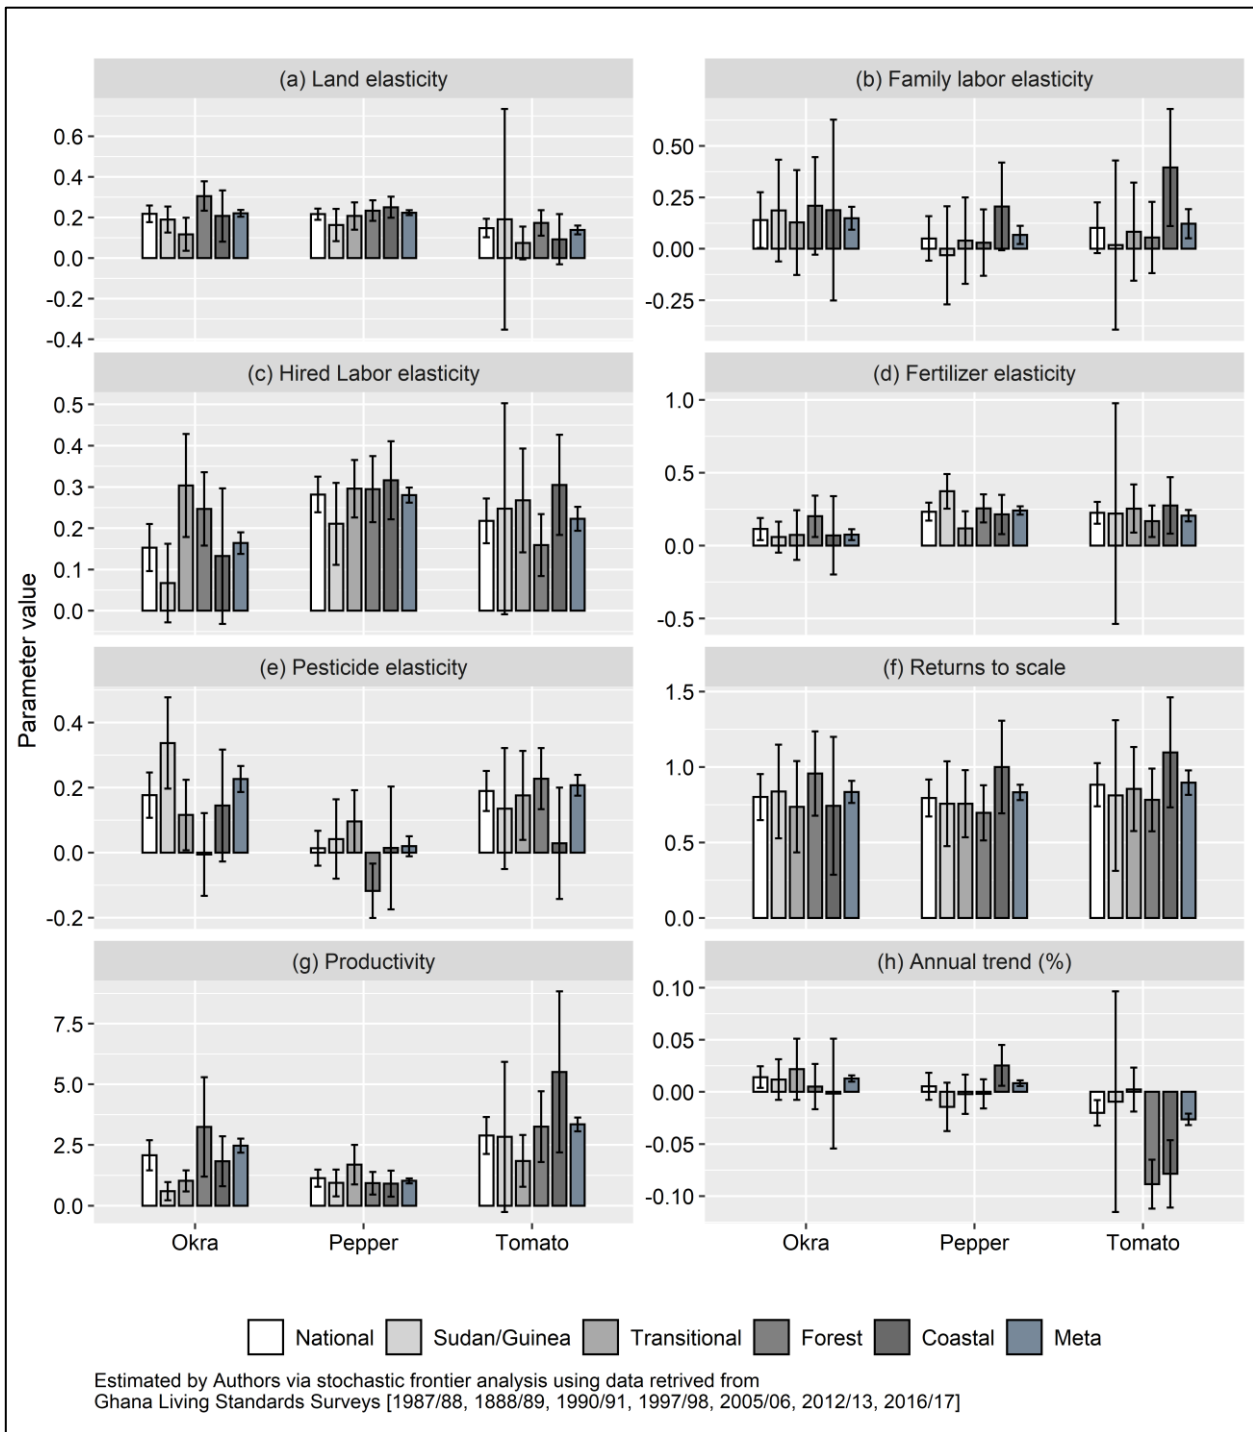 (a) Land elasticity
(b) Family labor elasticity
0.6
0.4
0.2
0.0
-0.2
-0.4
0.50
0.25
0.00
-0.25
(c) Hired Labor elasticity
(d) Fertilizer elasticity
0.5
0.4
0.3
0.2
0.1
0.0
1.0
0.5
0.0
-0.5
Parameter value
(e) Pesticide elasticity
(f) Returns to scale
0.4
0.2
0.0
-0.2
1.5
1.0
0.5
0.0
(g) Productivity
(h) Annual trend (%)
7.5
5.0
2.5
0.0
0.10
0.05
0.00
-0.05
-0.10
Okra Pepper Tomato
Okra Pepper Tomato
National Sudan/Guinea Transitional Forest Coastal Meta
Estimated by Authors via stochastic frontier analysis using data retrived from
Ghana Living Standards Surveys [1987/88, 1888/89, 1990/91, 1997/98, 2005/06, 2012/13, 2016/17]